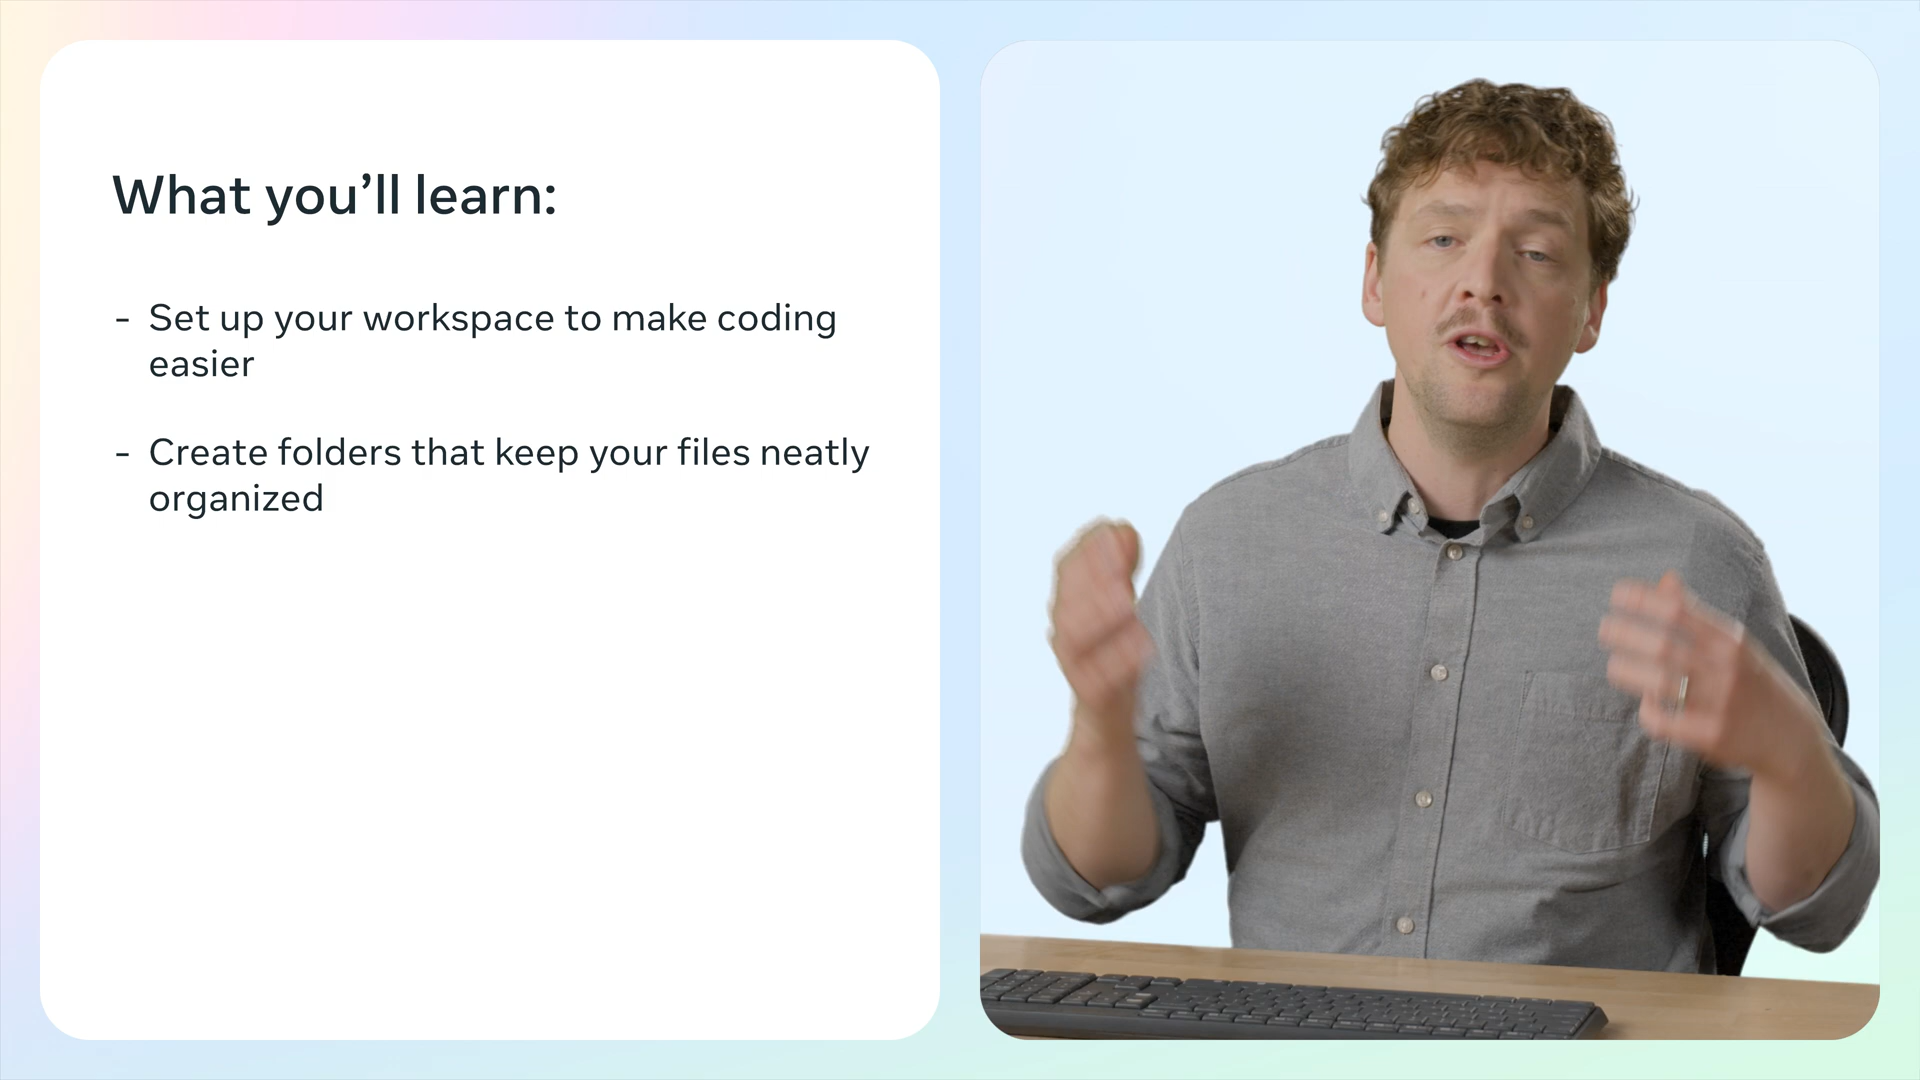 What you’ll learn:
- Set up your workspace to make coding
easier
- Create folders that keep your files neatly
organized